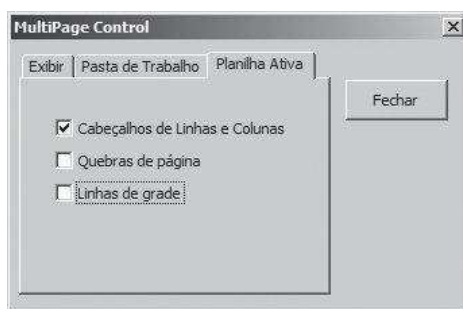 MultiPage Control
Exibir Pasta de Trabalho Planilha Ativa
Fechar
Cabeçalhos de Linhas e Colunas
Quebras de página
Linhas de grade